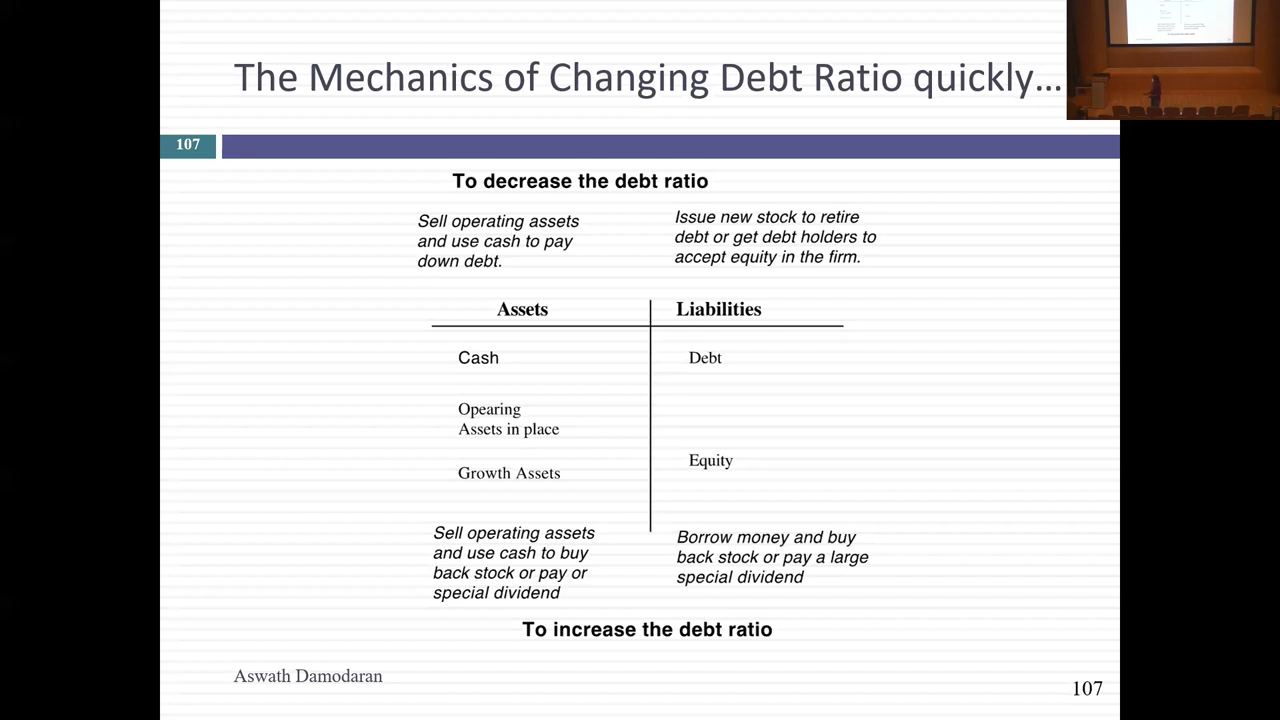 The Mechanics of Changing Debt Ratio quickly…
107
To decrease the debt ratio
Sell operating assets
and use cash to pay
down debt.
Issue new stock to retire
debt or get debt holders to
accept equity in the firm.
Assets
Liabilities
Cash
Debt
Opearing
Assets in place
Equity
Growth Assets
Sell operating assets
and use cash to buy
back stock or pay or
special dividend
Borrow money and buy
back stock or pay a large
special dividend
To increase the debt ratio
Aswath Damodaran
107